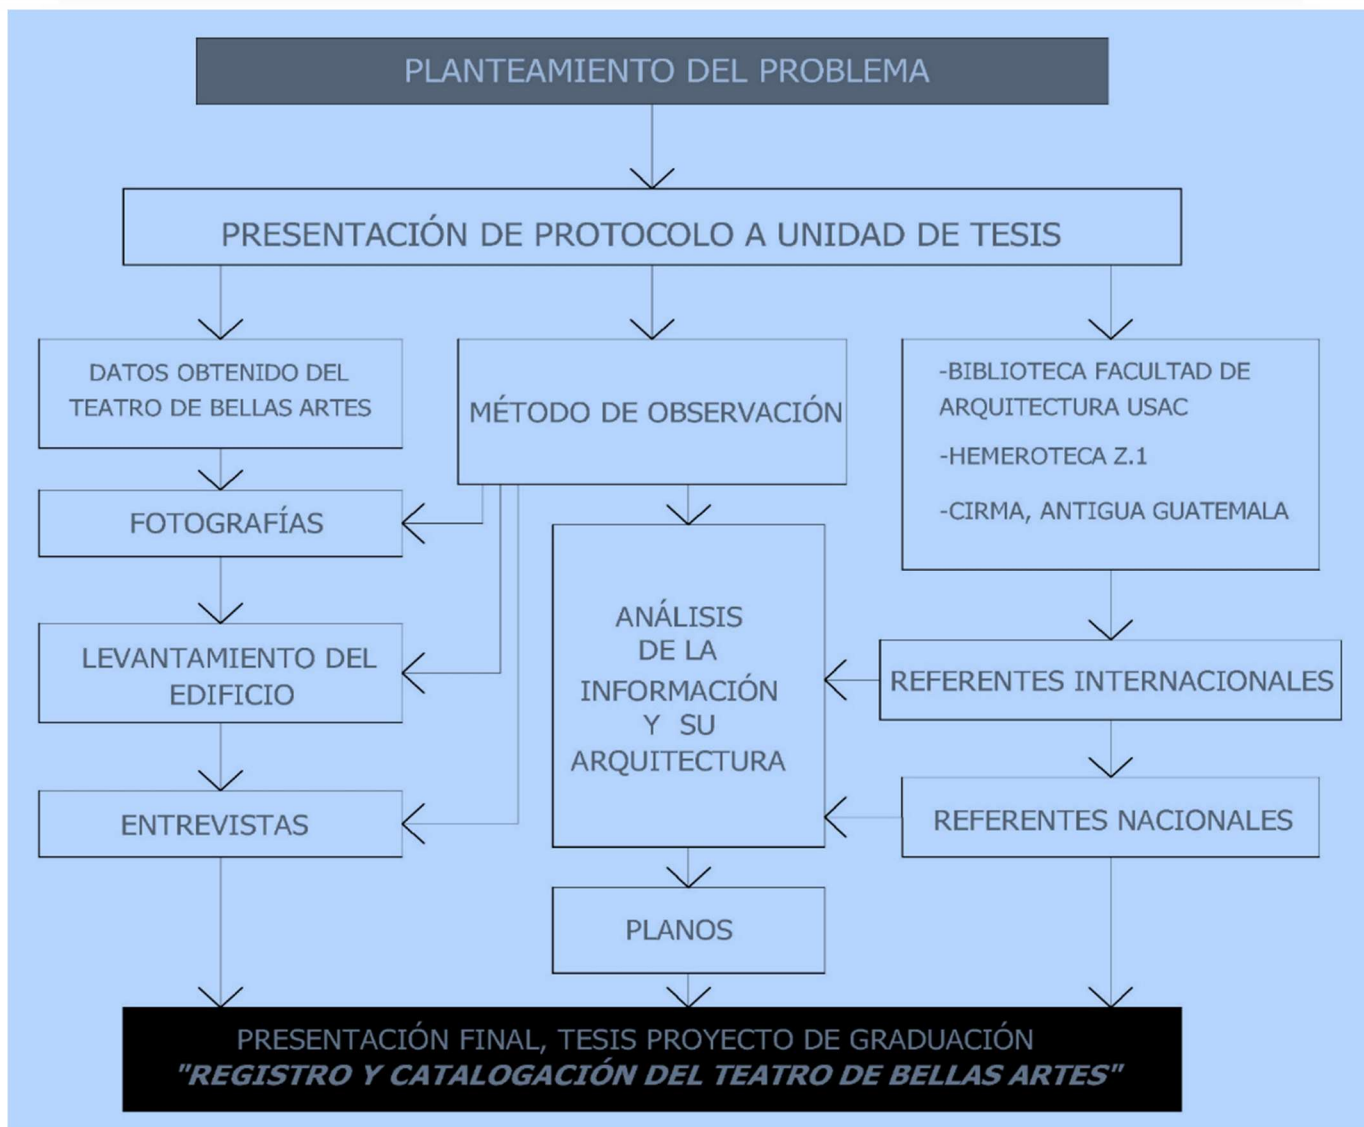 PLANTEAMIENTO DEL PROBLEMA
PRESENTACIÓN DE PROTOCOLO A UNIDAD DE TESIS
DATOS OBTENIDO DEL
TEATRO DE BELLAS ARTES
FOTOGRAFÍAS
LEVANTAMIENTO DEL
EDIFICIO
ENTREVISTAS
MÉTODO DE OBSERVACIÓN
ANÁLISIS
DE LA
INFORMACIÓN
Y SU
ARQUITECTURA
PLANOS
-BIBLIOTECA FACULTAD DE
ARQUITECTURA USAC
-HEMEROTECA Z.1
-CIRMA, ANTIGUA GUATEMALA
REFERENTES INTERNACIONALES
REFERENTES NACIONALES
PRESENTACIÓN FINAL, TESIS PROYECTO DE GRADUACIÓN
"REGISTRO Y CATALOGACIÓN DEL TEATRO DE BELLAS ARTES"